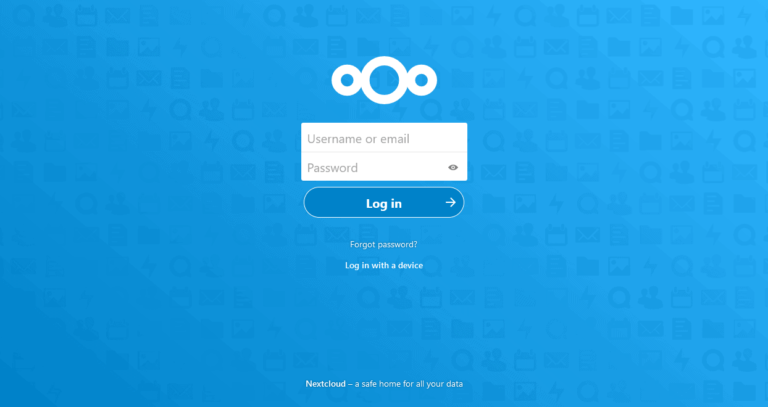 Username or email
Password
Log in
Forgot password?
Log in with a device
Nextcloud – a safe home for all your data